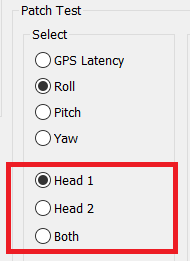 Patch Test
Select
GPS Latency
Roll
Pitch
Yaw
Head 1
Head 2
Both